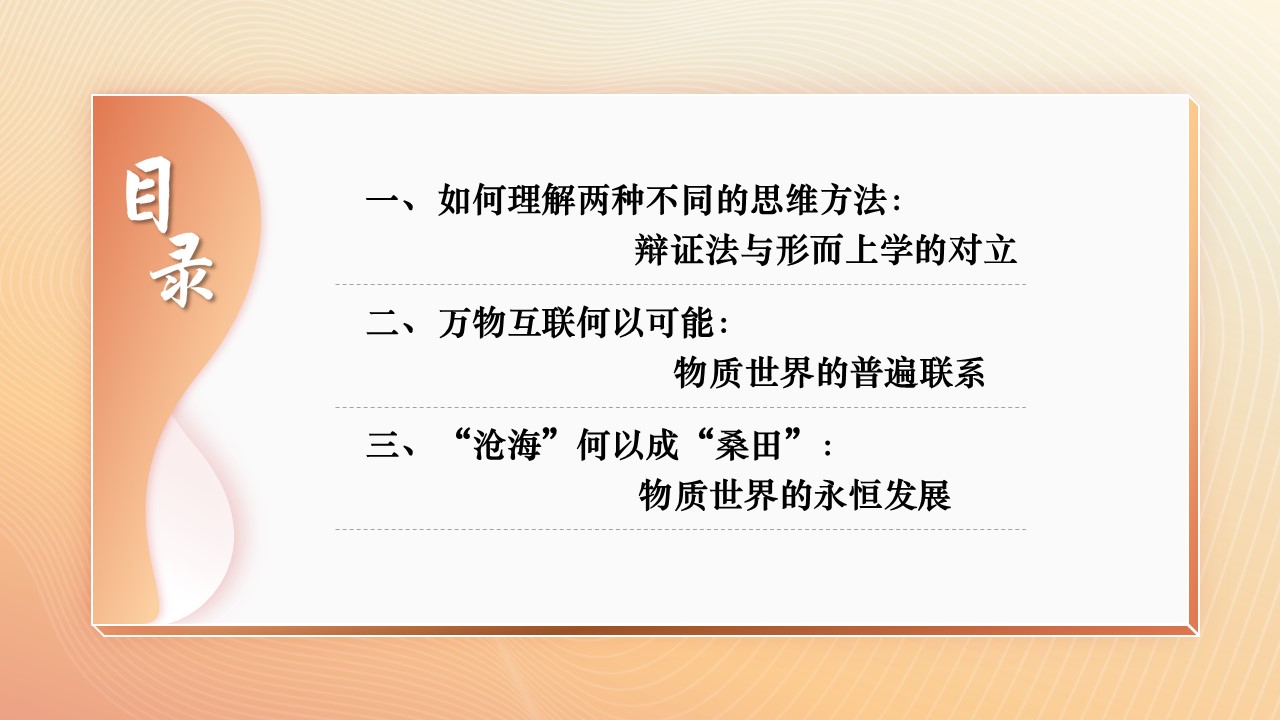 目录
一、如何理解两种不同的思维方法：
辩证法与形而上学的对立
二、万物互联何以可能：
物质世界的普遍联系
三、“沧海”何以成“桑田”：
物质世界的永恒发展